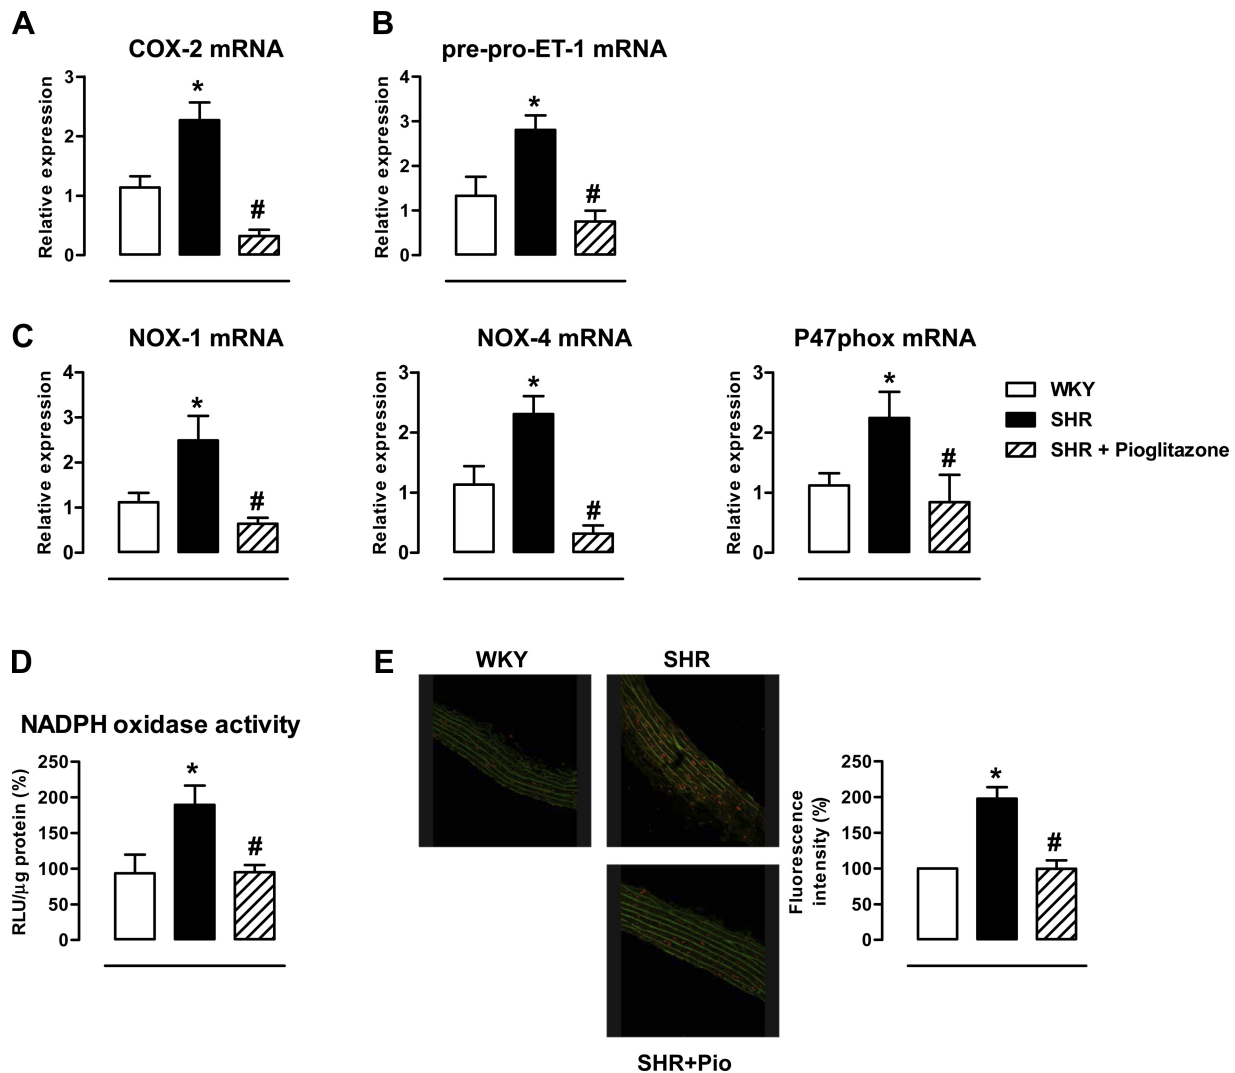 A
COX-2 mRNA
Relative expression
3
2
1
0
*
#
B
pre-pro-ET-1 mRNA
Relative expression
4
3
2
1
0
*
#
C
NOX-1 mRNA
Relative expression
4
3
2
1
0
*
#
NOX-4 mRNA
Relative expression
3
2
1
0
*
#
P47phox mRNA
Relative expression
3
2
1
0
*
#
WKY
SHR
SHR + Pioglitazone
D
NADPH oxidase activity
RLU/μg protein (%)
250
200
150
100
50
0
*
#
E
WKY
SHR
SHR+Pio
Fluorescence
intensity (%)
250
200
150
100
50
0
*
#